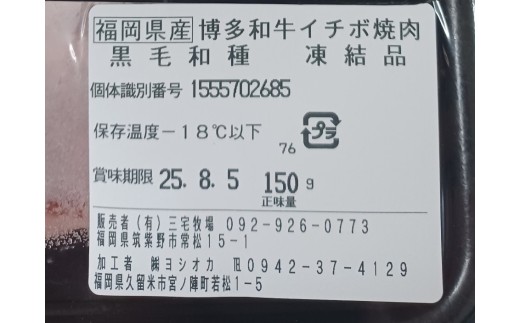 福岡県産 博多和牛イチボ焼肉
黒毛和種 凍結品
個体識別番号 1555702685
保存温度-18℃以下
76 プラ
賞味期限 25.8.5 150g
正味量
販売者(有)三宅牧場 092-926-0773
福岡県筑紫野市常松15-1
加工者 ㈱ヨシオカ ℡0942-37-4129
福岡県久留米市宮ノ陣町若松1-5